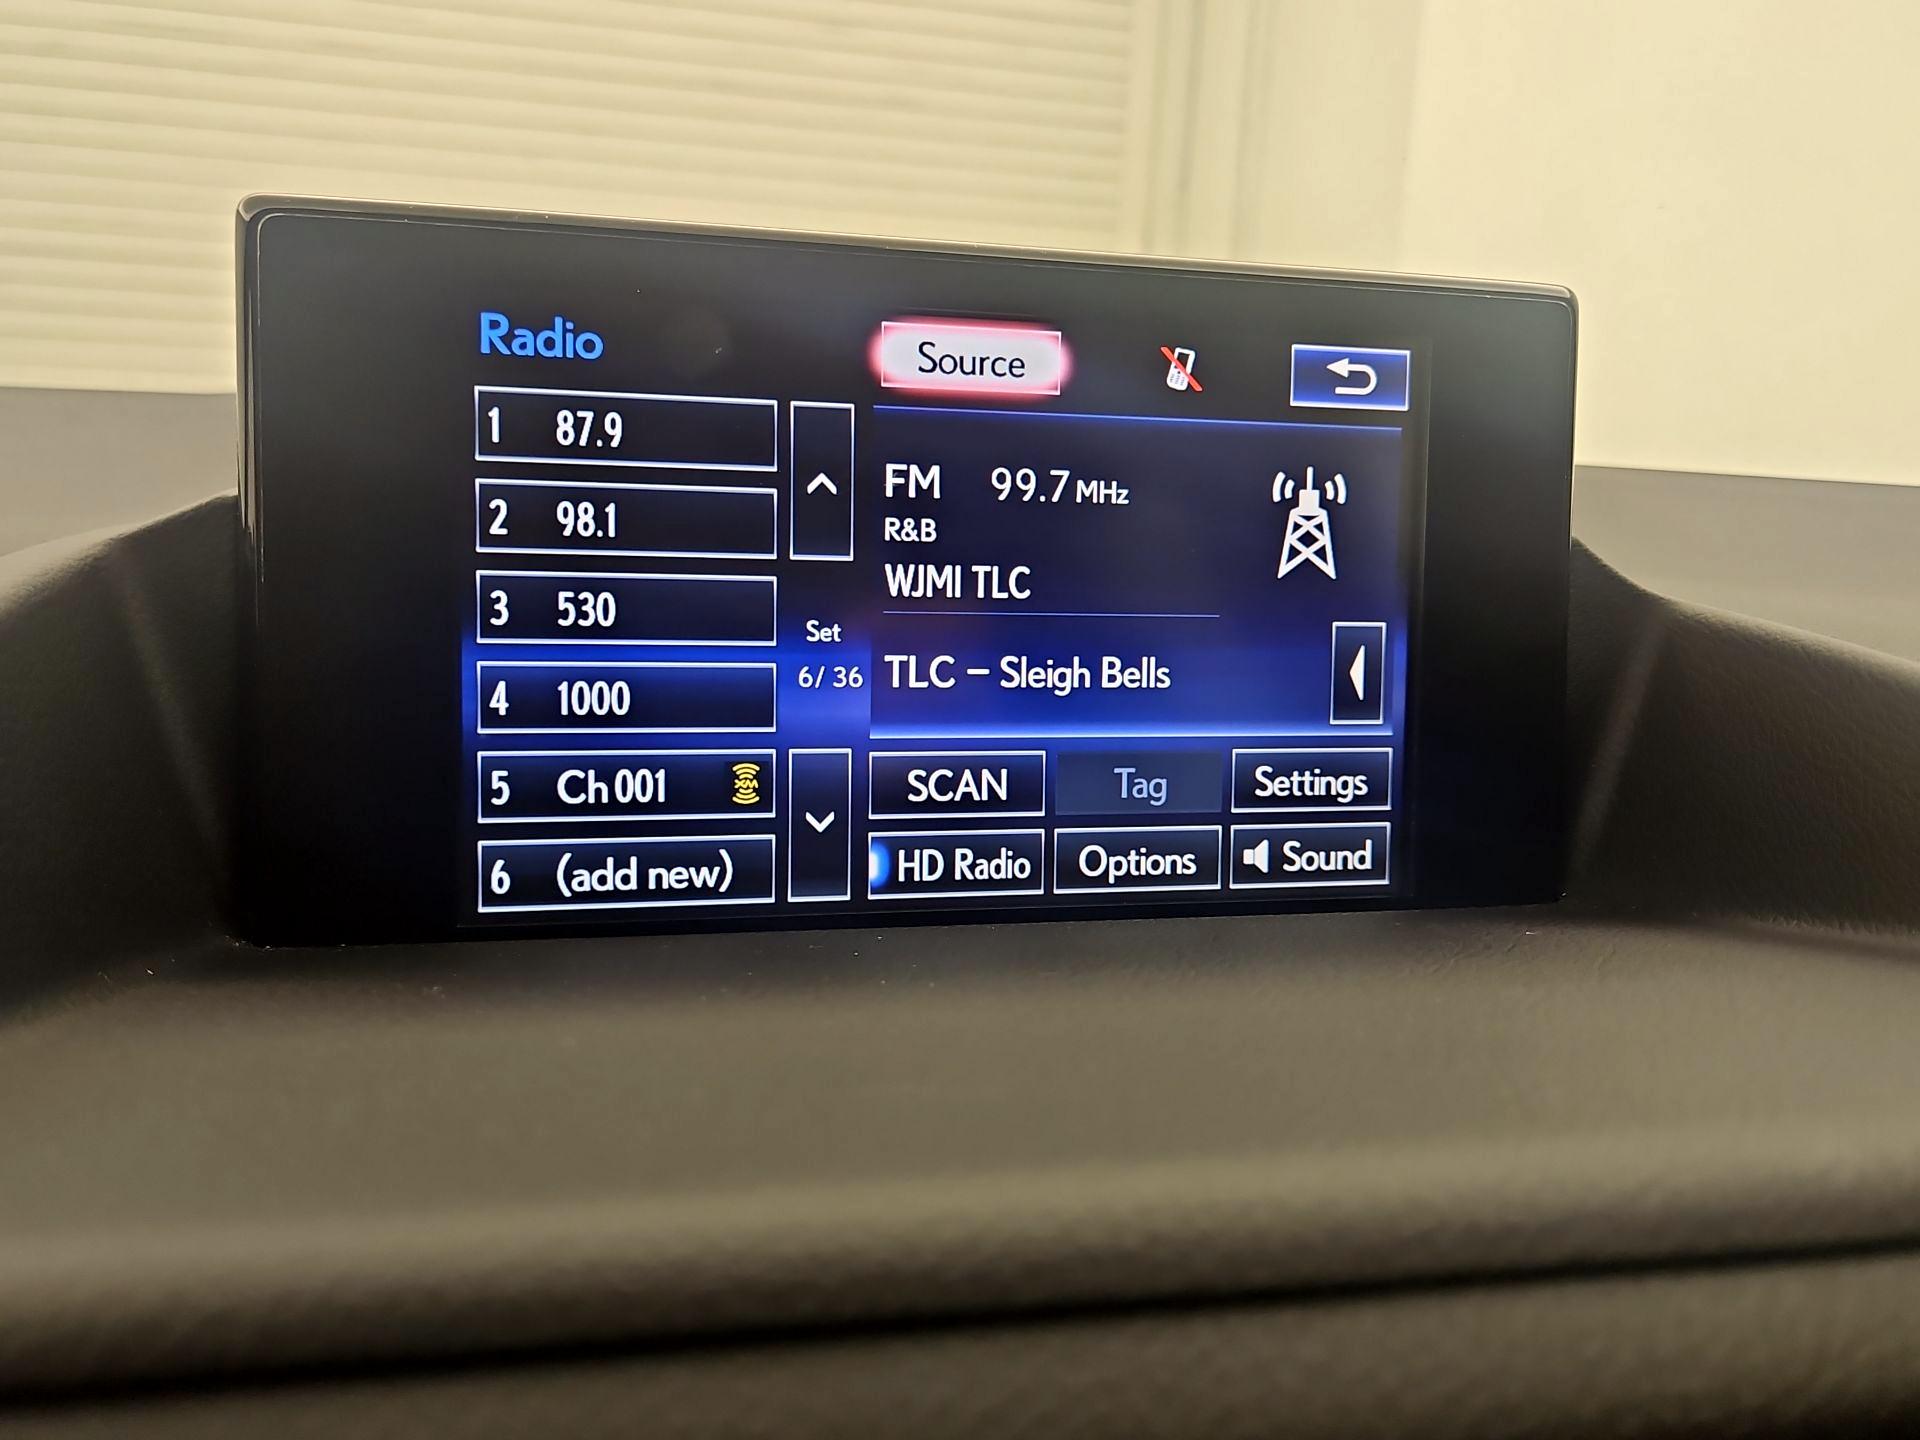 Radio
Source
1 87.9
2 98.1
3 530
4 1000
5 Ch 001 XM
6 (add new)
Set
6/ 36
FM 99.7 MHz
R&B
WJMI TLC
TLC – Sleigh Bells
SCAN
Tag
Settings
HD Radio
Options
Sound